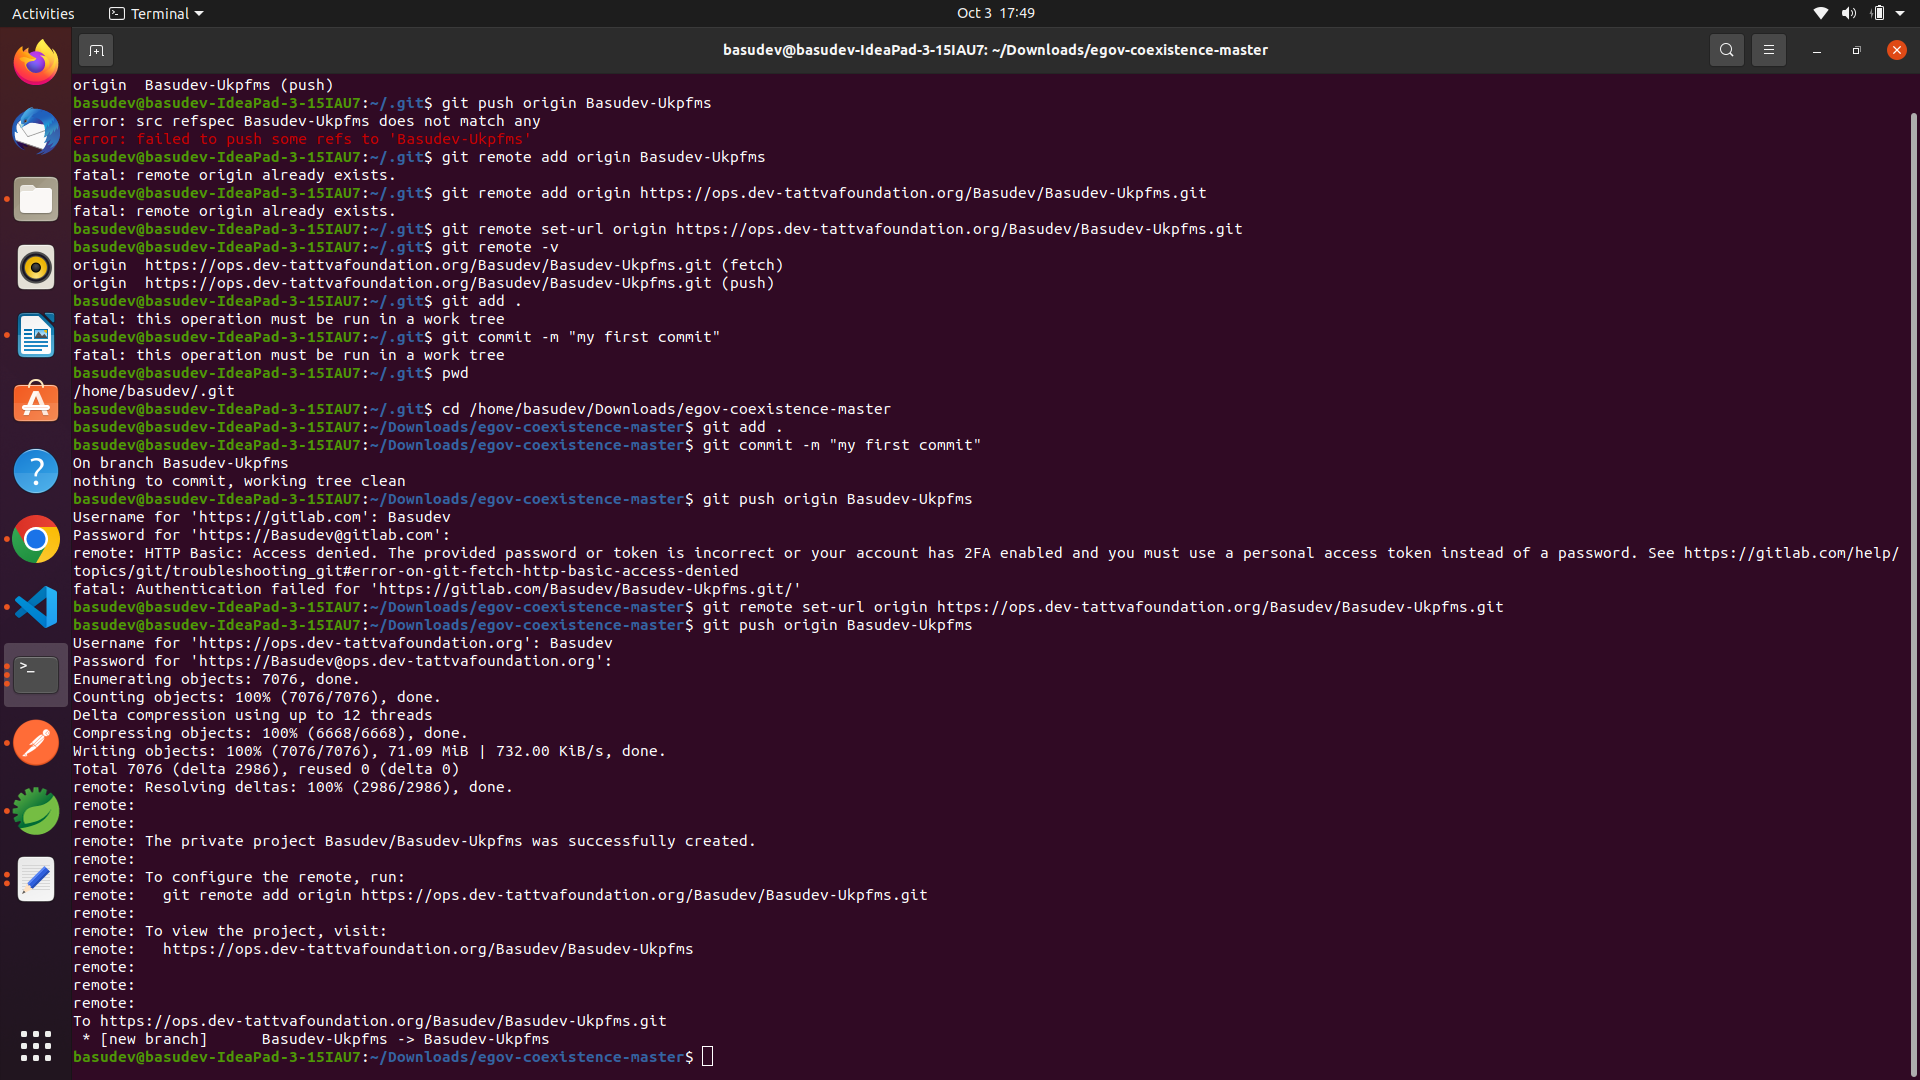 Activities
Terminal
Oct 3 17:49
basudev@basudev-IdeaPad-3-15IAU7: ~/Downloads/egov-coexistence-master
origin  Basudev-Ukpfms (push)
basudev@basudev-IdeaPad-3-15IAU7:~/.git$ git push origin Basudev-Ukpfms
error: src refspec Basudev-Ukpfms does not match any
error: failed to push some refs to 'Basudev-Ukpfms'
basudev@basudev-IdeaPad-3-15IAU7:~/.git$ git remote add origin Basudev-Ukpfms
fatal: remote origin already exists.
basudev@basudev-IdeaPad-3-15IAU7:~/.git$ git remote add origin https://ops.dev-tattvafoundation.org/Basudev/Basudev-Ukpfms.git
fatal: remote origin already exists.
basudev@basudev-IdeaPad-3-15IAU7:~/.git$ git remote set-url origin https://ops.dev-tattvafoundation.org/Basudev/Basudev-Ukpfms.git
basudev@basudev-IdeaPad-3-15IAU7:~/.git$ git remote -v
origin  https://ops.dev-tattvafoundation.org/Basudev/Basudev-Ukpfms.git (fetch)
origin  https://ops.dev-tattvafoundation.org/Basudev/Basudev-Ukpfms.git (push)
basudev@basudev-IdeaPad-3-15IAU7:~/.git$ git add .
fatal: this operation must be run in a work tree
basudev@basudev-IdeaPad-3-15IAU7:~/.git$ git commit -m "my first commit"
fatal: this operation must be run in a work tree
basudev@basudev-IdeaPad-3-15IAU7:~/.git$ pwd
/home/basudev/.git
basudev@basudev-IdeaPad-3-15IAU7:~/.git$ cd /home/basudev/Downloads/egov-coexistence-master
basudev@basudev-IdeaPad-3-15IAU7:~/Downloads/egov-coexistence-master$ git add .
basudev@basudev-IdeaPad-3-15IAU7:~/Downloads/egov-coexistence-master$ git commit -m "my first commit"
On branch Basudev-Ukpfms
nothing to commit, working tree clean
basudev@basudev-IdeaPad-3-15IAU7:~/Downloads/egov-coexistence-master$ git push origin Basudev-Ukpfms
Username for 'https://gitlab.com': Basudev
Password for 'https://Basudev@gitlab.com':
remote: HTTP Basic: Access denied. The provided password or token is incorrect or your account has 2FA enabled and you must use a personal access token instead of a password. See https://gitlab.com/help/
topics/git/troubleshooting_git#error-on-git-fetch-http-basic-access-denied
fatal: Authentication failed for 'https://gitlab.com/Basudev/Basudev-Ukpfms.git/'
basudev@basudev-IdeaPad-3-15IAU7:~/Downloads/egov-coexistence-master$ git remote set-url origin https://ops.dev-tattvafoundation.org/Basudev/Basudev-Ukpfms.git
basudev@basudev-IdeaPad-3-15IAU7:~/Downloads/egov-coexistence-master$ git push origin Basudev-Ukpfms
Username for 'https://ops.dev-tattvafoundation.org': Basudev
Password for 'https://Basudev@ops.dev-tattvafoundation.org':
Enumerating objects: 7076, done.
Counting objects: 100% (7076/7076), done.
Delta compression using up to 12 threads
Compressing objects: 100% (6668/6668), done.
Writing objects: 100% (7076/7076), 71.09 MiB | 732.00 KiB/s, done.
Total 7076 (delta 2986), reused 0 (delta 0)
remote: Resolving deltas: 100% (2986/2986), done.
remote:
remote:
remote: The private project Basudev/Basudev-Ukpfms was successfully created.
remote:
remote: To configure the remote, run:
remote:   git remote add origin https://ops.dev-tattvafoundation.org/Basudev/Basudev-Ukpfms.git
remote:
remote: To view the project, visit:
remote:   https://ops.dev-tattvafoundation.org/Basudev/Basudev-Ukpfms
remote:
remote:
remote:
To https://ops.dev-tattvafoundation.org/Basudev/Basudev-Ukpfms.git
 * [new branch]      Basudev-Ukpfms -> Basudev-Ukpfms
basudev@basudev-IdeaPad-3-15IAU7:~/Downloads/egov-coexistence-master$